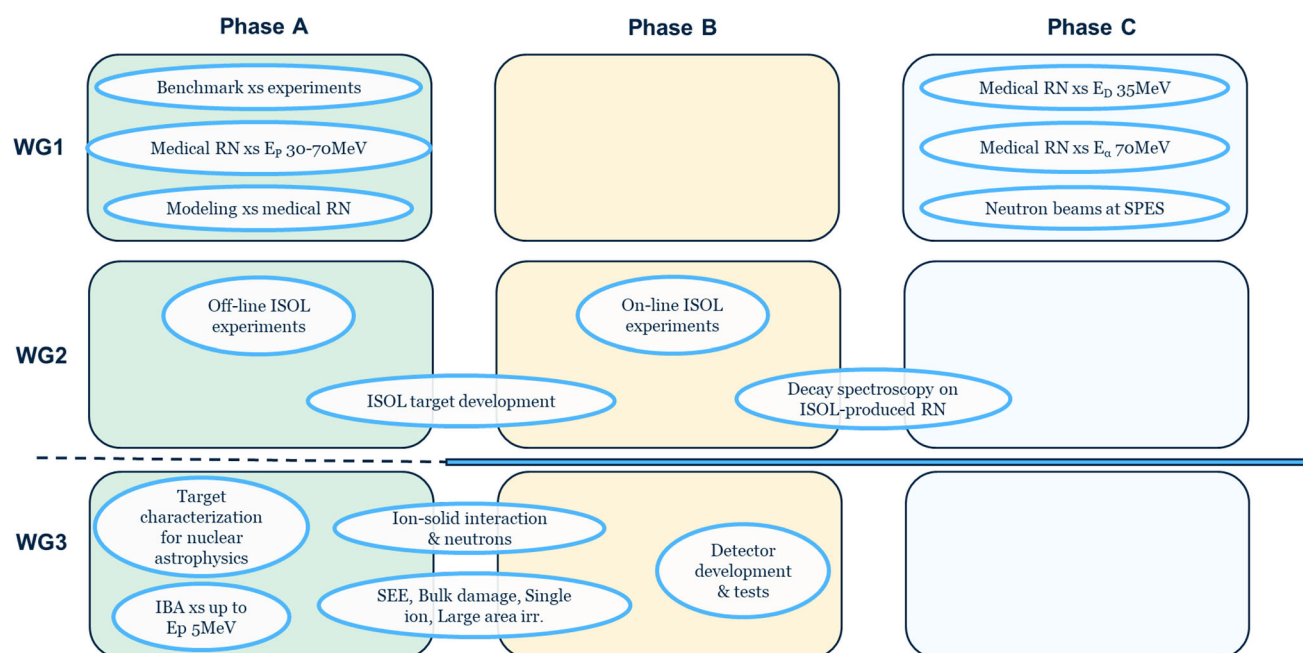 Phase A
Phase B
Phase C
WG1
Benchmark xs experiments
Medical RN xs E_P 30-70MeV
Modeling xs medical RN
Medical RN xs E_D 35MeV
Medical RN xs E_α 70MeV
Neutron beams at SPES
WG2
Off-line ISOL
experiments
On-line ISOL
experiments
ISOL target development
Decay spectroscopy on
ISOL-produced RN
WG3
Target
characterization
for nuclear
astrophysics
Ion-solid interaction
& neutrons
Detector
development
& tests
IBA xs up to
Ep 5MeV
SEE, Bulk damage, Single
ion, Large area irr.